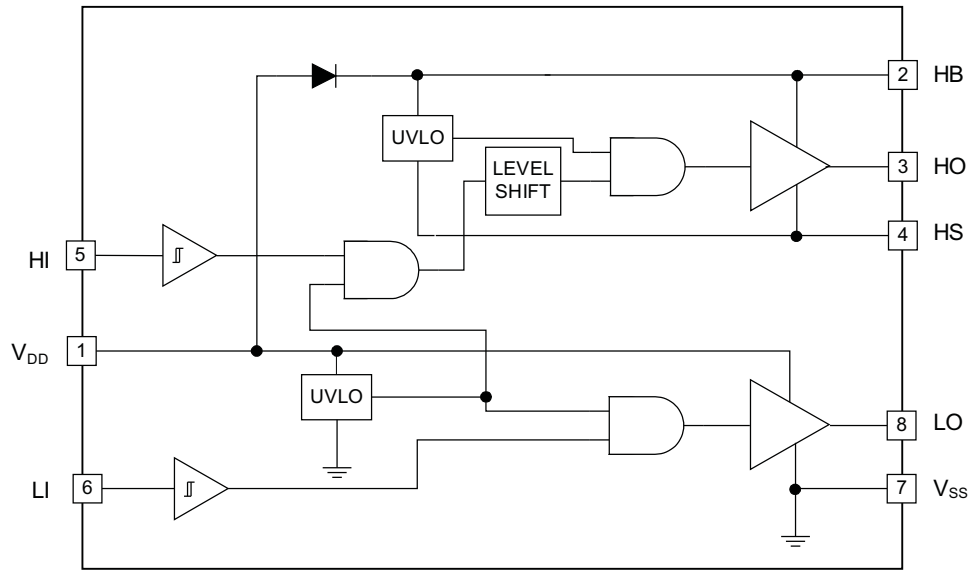 2 HB
UVLO
LEVEL
SHIFT
3 HO
4 HS
HI 5
VDD 1
UVLO
8 LO
LI 6
7 VSS